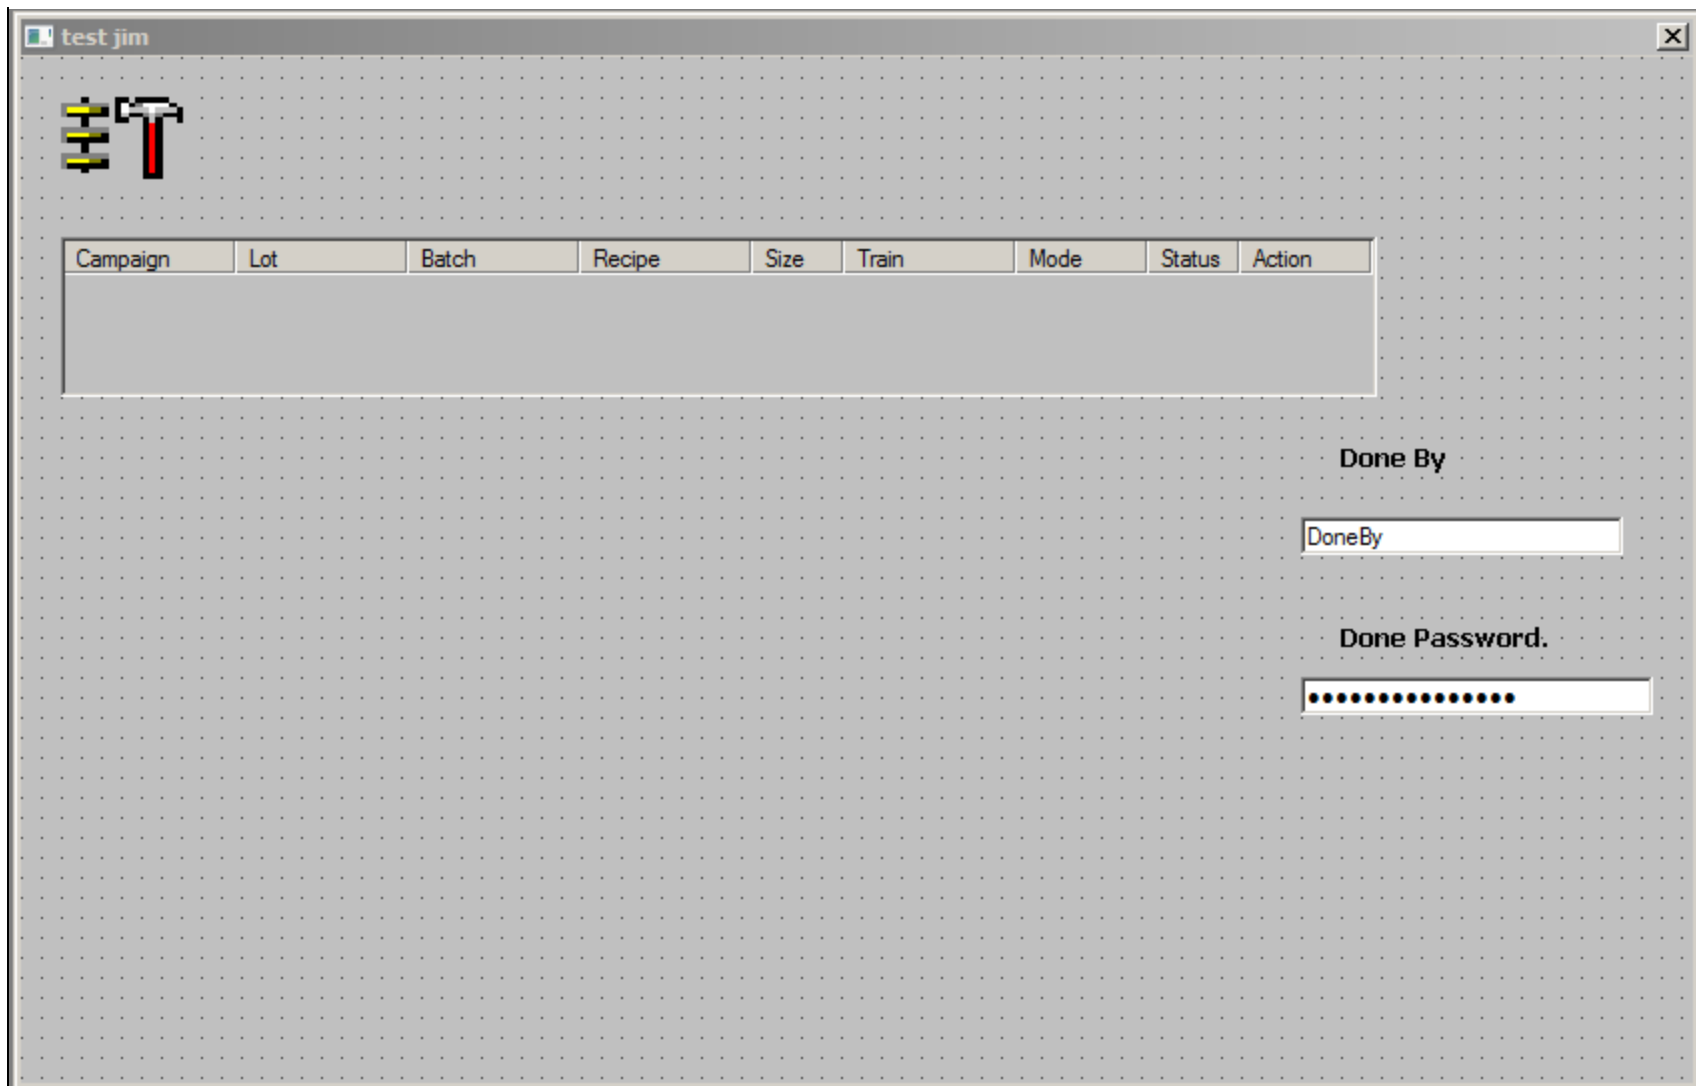 test jim
Campaign Lot Batch Recipe Size Train Mode Status Action
Done By
DoneBy
Done Password.
●●●●●●●●●●●●●●●